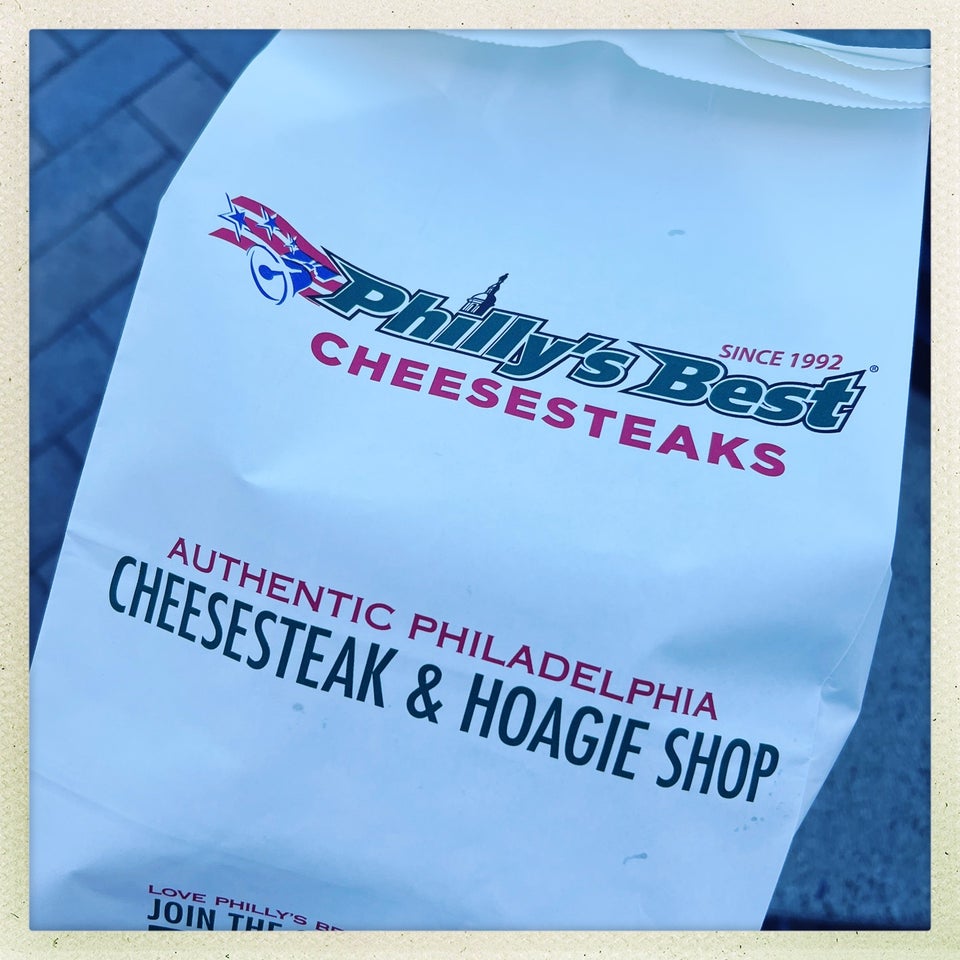 Philly's Best®
SINCE 1992
CHEESESTEAKS
AUTHENTIC PHILADELPHIA
CHEESESTEAK & HOAGIE SHOP
LOVE PHILLY'S
JOIN THE